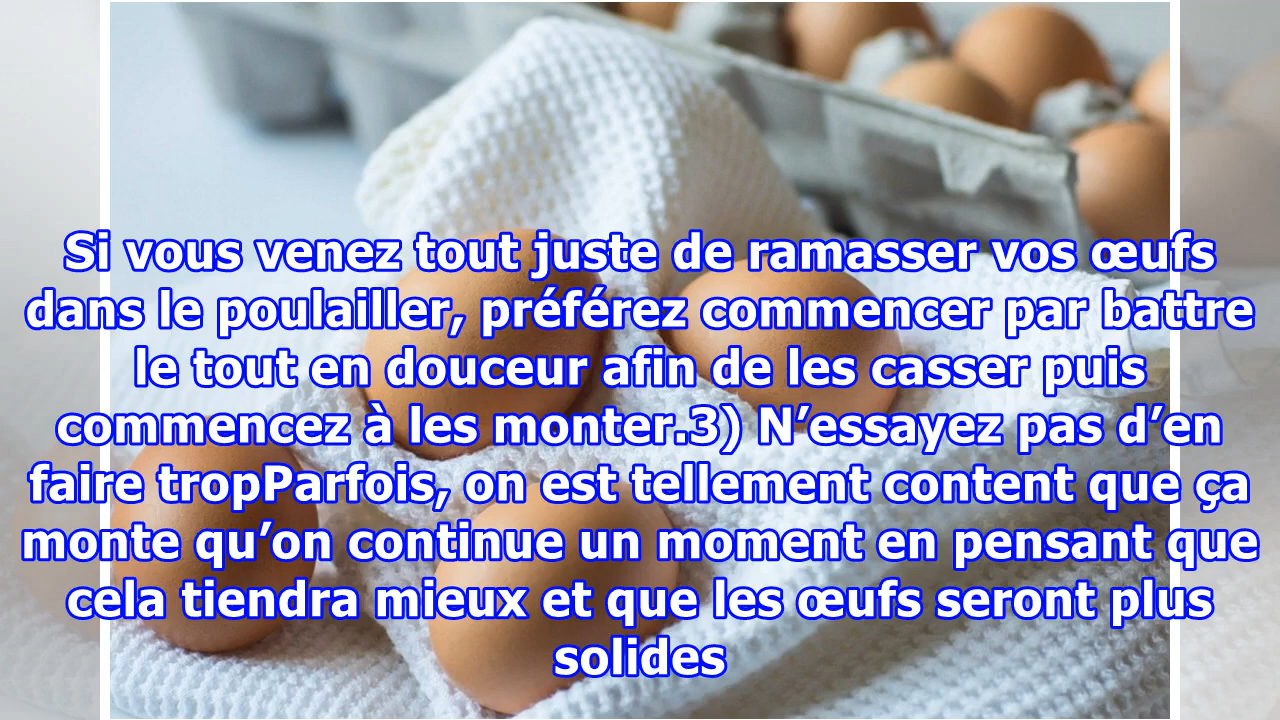 Si vous venez tout juste de ramasser vos œufs
dans le poulailler, préférez commencer par battre
le tout en douceur afin de les casser puis
commencez à les monter.3) N’essayez pas d’en
faire tropParfois, on est tellement content que ça
monte qu’on continue un moment en pensant que
cela tiendra mieux et que les œufs seront plus
solides